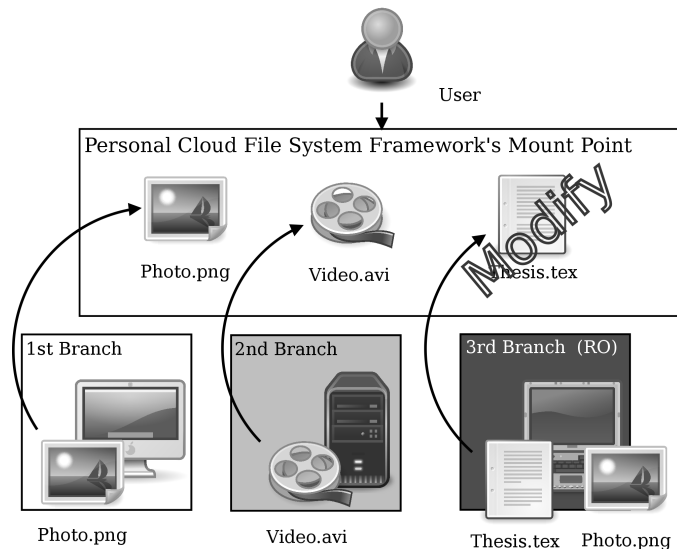 User
Personal Cloud File System Framework's Mount Point
Modify
Photo.png
Video.avi
Thesis.tex
1st Branch
2nd Branch
3rd Branch (RO)
Photo.png
Video.avi
Thesis.tex
Photo.png